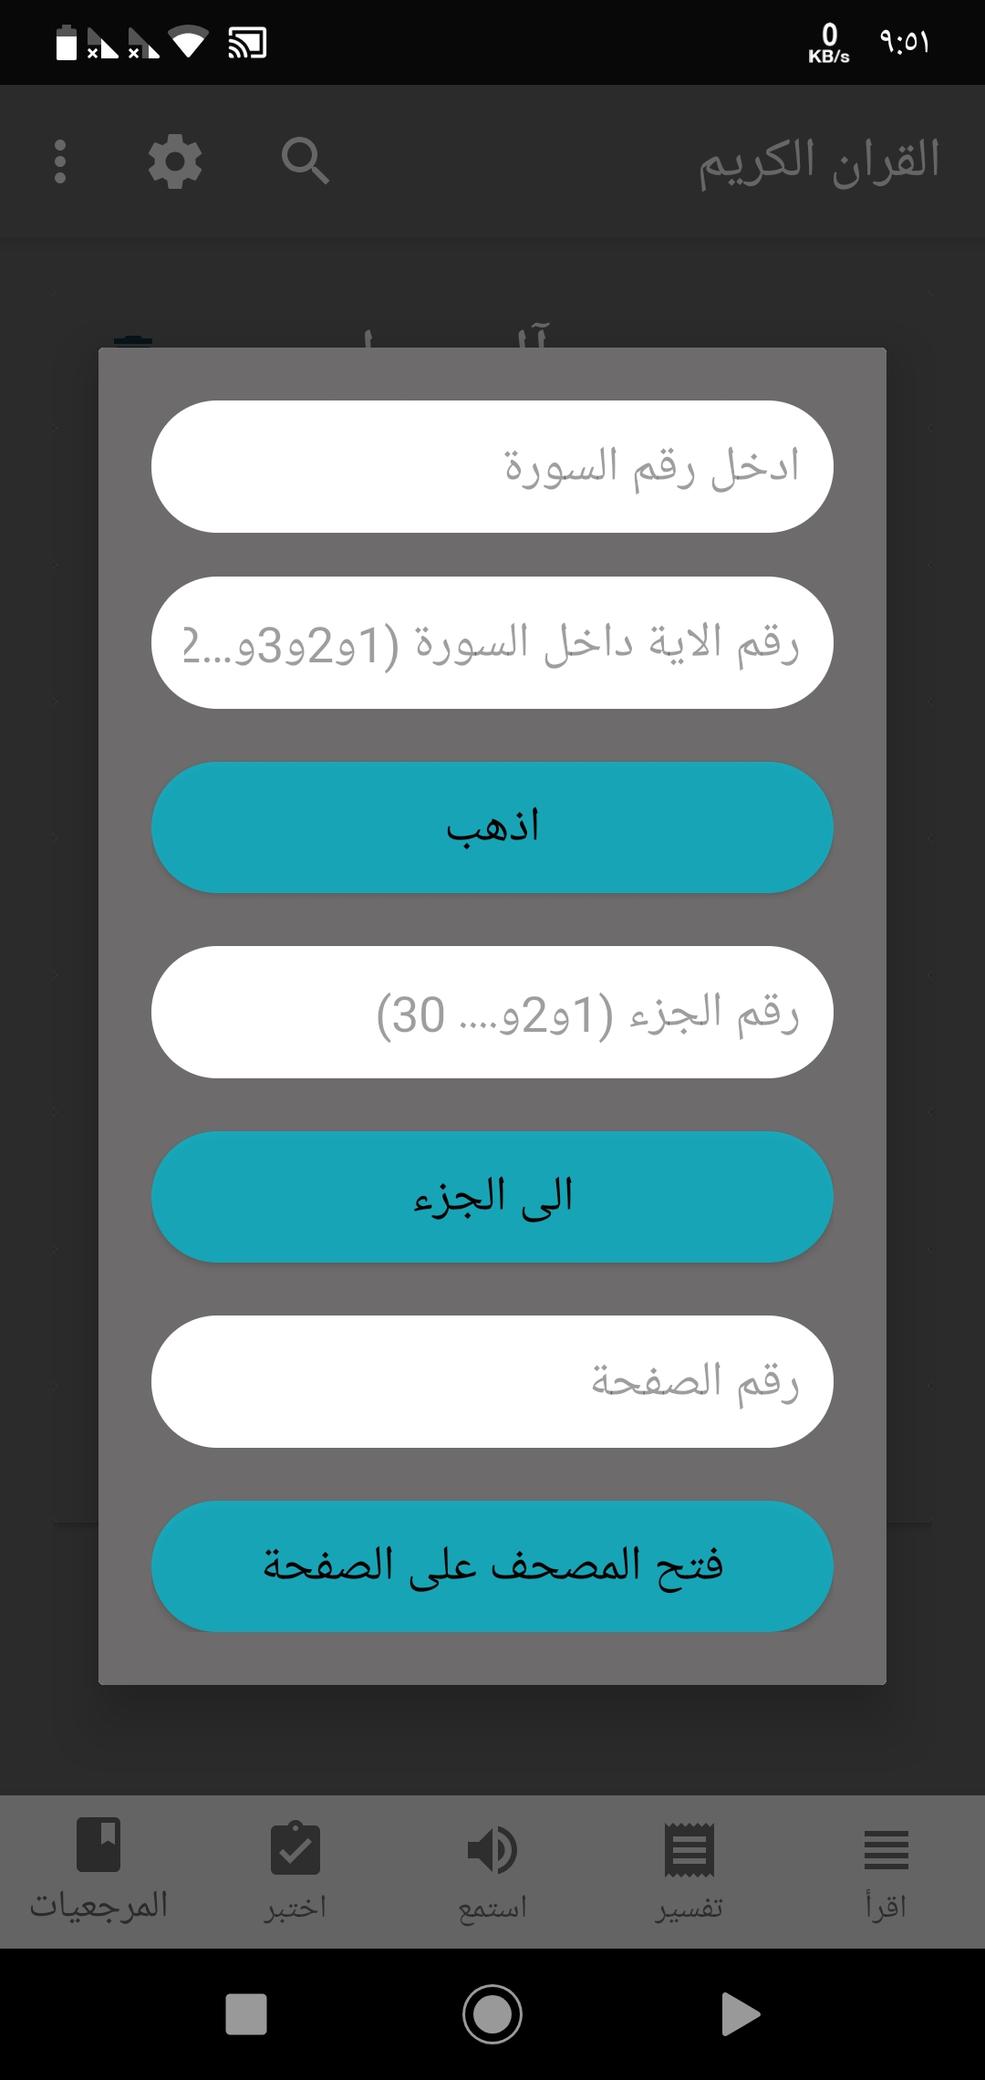 0
KB/s
٩:٥١
القران الكريم
ادخل رقم السورة
رقم الاية داخل السورة (1و2و3و...2
اذهب
رقم الجزء (1و2و.... 30)
الى الجزء
رقم الصفحة
فتح المصحف على الصفحة
اقرأ
تفسير
استمع
اختبر
المرجعيات